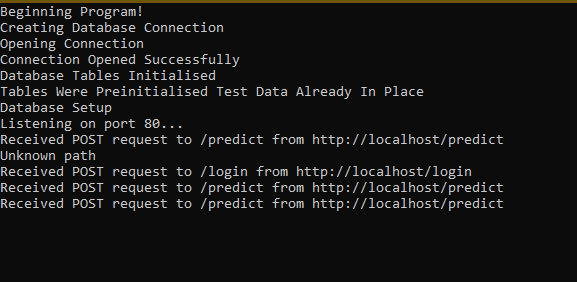 Beginning Program!
Creating Database Connection
Opening Connection
Connection Opened Successfully
Database Tables Initialised
Tables Were Preinitialised Test Data Already In Place
Database Setup
Listening on port 80...
Received POST request to /predict from http://localhost/predict
Unknown path
Received POST request to /login from http://localhost/login
Received POST request to /predict from http://localhost/predict
Received POST request to /predict from http://localhost/predict